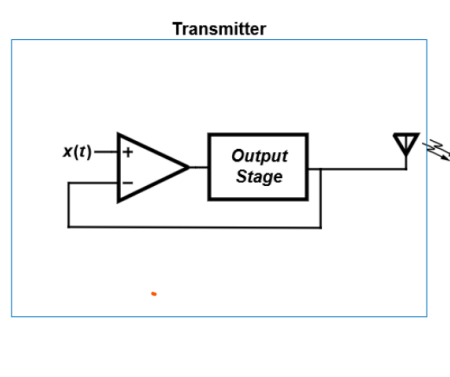 Transmitter
x(t)
+
Output
Stage
−